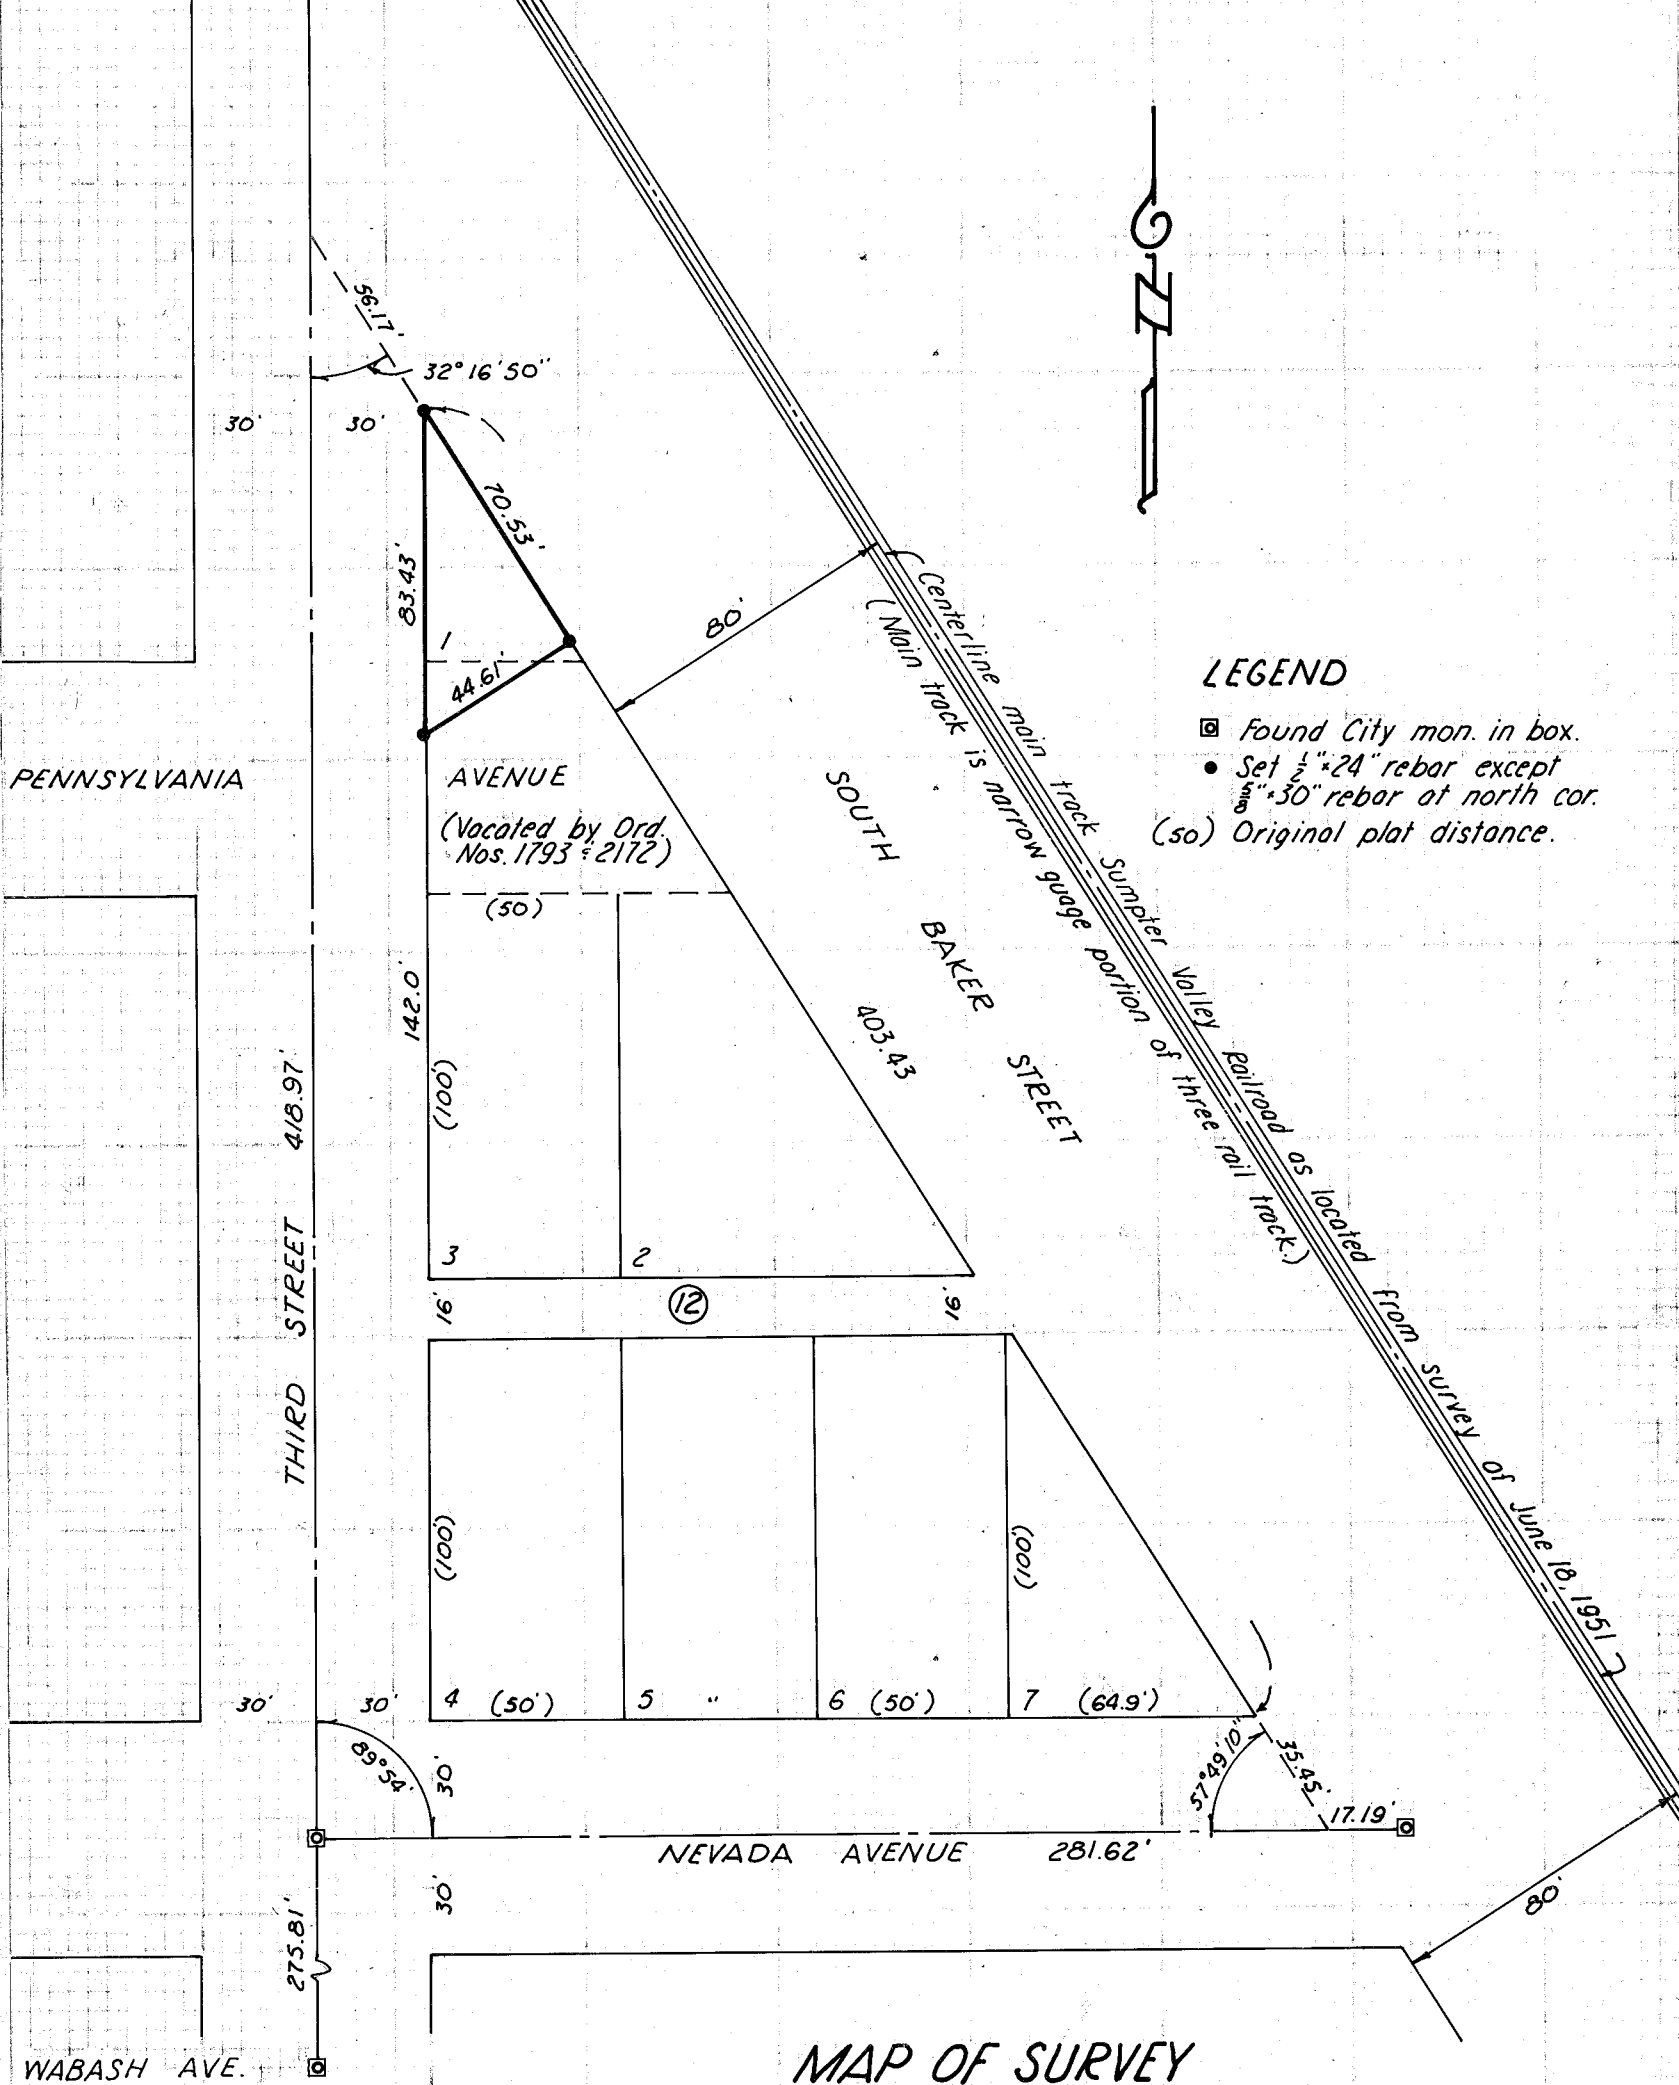 56.17'
32°16'50"
30'
30'
70.53'
83.43'
1
44.61'
80'
N
Centerline main track Sumpter Valley Railroad as located from survey of June 18, 1951
(Main track is narrow guage portion of three rail track.)
LEGEND
Found City mon. in box.
Set ½"×24" rebar except
⅝"×30" rebar at north cor.
(50) Original plat distance.
PENNSYLVANIA AVENUE
(Vacated by Ord.
Nos. 1793 & 2172)
(50)
SOUTH BAKER STREET
403.43
142.0'
(100')
THIRD STREET 418.97'
3
2
16'
(12)
16'
(100')
(100')
30'
30'
4 (50') 5 " 6 (50') 7 (64.9')
89°54'
30'
57°49'10"
35.45'
17.19'
NEVADA AVENUE 281.62'
30'
80'
275.81'
WABASH AVE.
MAP OF SURVEY